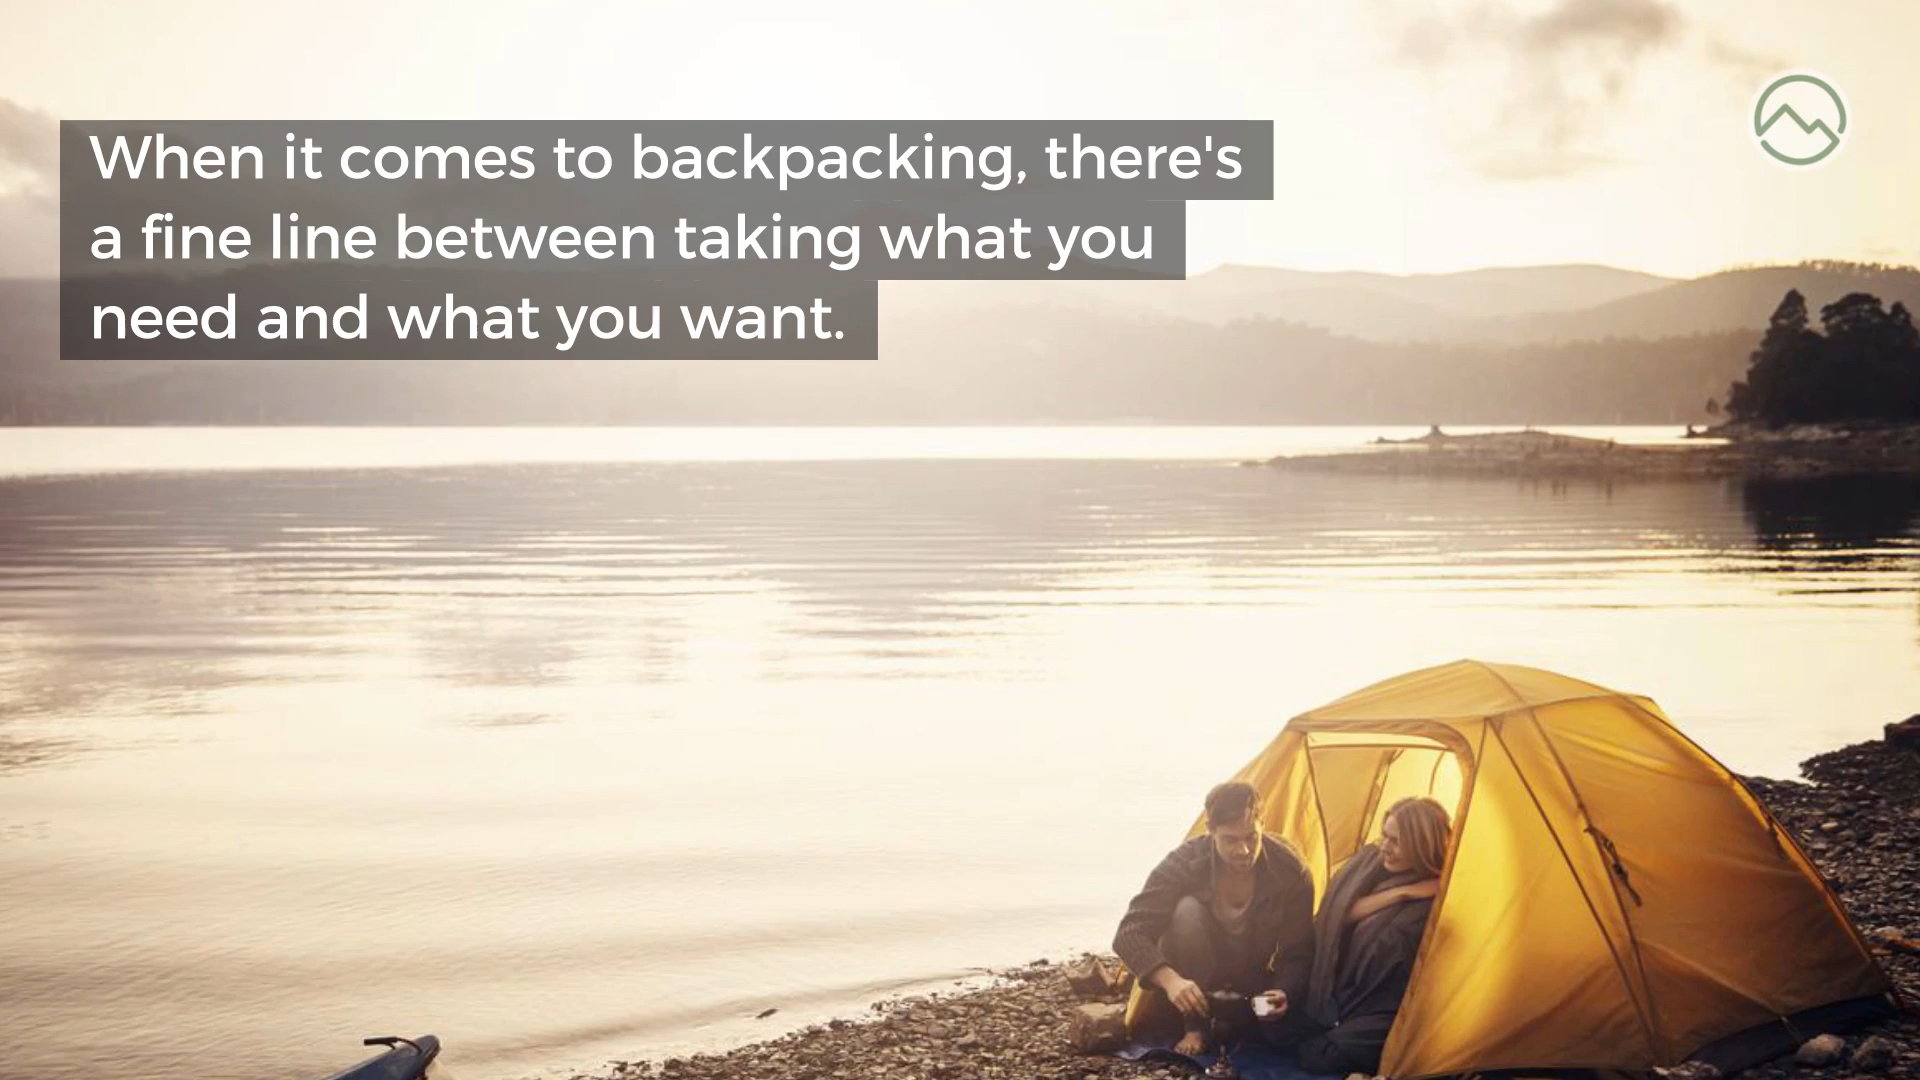 When it comes to backpacking, there's
a fine line between taking what you
need and what you want.